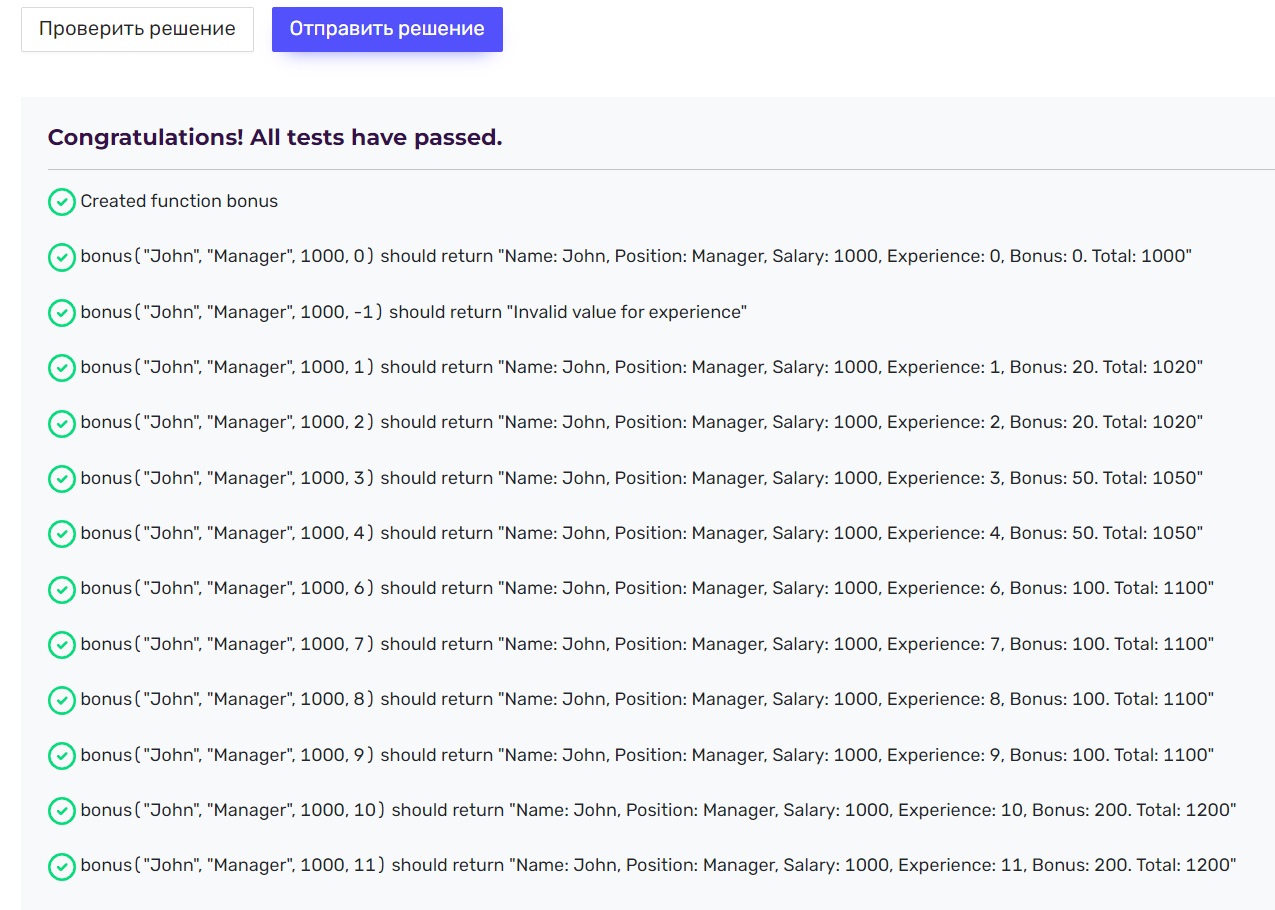 Проверить решение
Отправить решение
Congratulations! All tests have passed.
Created function bonus
bonus("John", "Manager", 1000, 0) should return "Name: John, Position: Manager, Salary: 1000, Experience: 0, Bonus: 0. Total: 1000"
bonus("John", "Manager", 1000, -1) should return "Invalid value for experience"
bonus("John", "Manager", 1000, 1) should return "Name: John, Position: Manager, Salary: 1000, Experience: 1, Bonus: 20. Total: 1020"
bonus("John", "Manager", 1000, 2) should return "Name: John, Position: Manager, Salary: 1000, Experience: 2, Bonus: 20. Total: 1020"
bonus("John", "Manager", 1000, 3) should return "Name: John, Position: Manager, Salary: 1000, Experience: 3, Bonus: 50. Total: 1050"
bonus("John", "Manager", 1000, 4) should return "Name: John, Position: Manager, Salary: 1000, Experience: 4, Bonus: 50. Total: 1050"
bonus("John", "Manager", 1000, 6) should return "Name: John, Position: Manager, Salary: 1000, Experience: 6, Bonus: 100. Total: 1100"
bonus("John", "Manager", 1000, 7) should return "Name: John, Position: Manager, Salary: 1000, Experience: 7, Bonus: 100. Total: 1100"
bonus("John", "Manager", 1000, 8) should return "Name: John, Position: Manager, Salary: 1000, Experience: 8, Bonus: 100. Total: 1100"
bonus("John", "Manager", 1000, 9) should return "Name: John, Position: Manager, Salary: 1000, Experience: 9, Bonus: 100. Total: 1100"
bonus("John", "Manager", 1000, 10) should return "Name: John, Position: Manager, Salary: 1000, Experience: 10, Bonus: 200. Total: 1200"
bonus("John", "Manager", 1000, 11) should return "Name: John, Position: Manager, Salary: 1000, Experience: 11, Bonus: 200. Total: 1200"